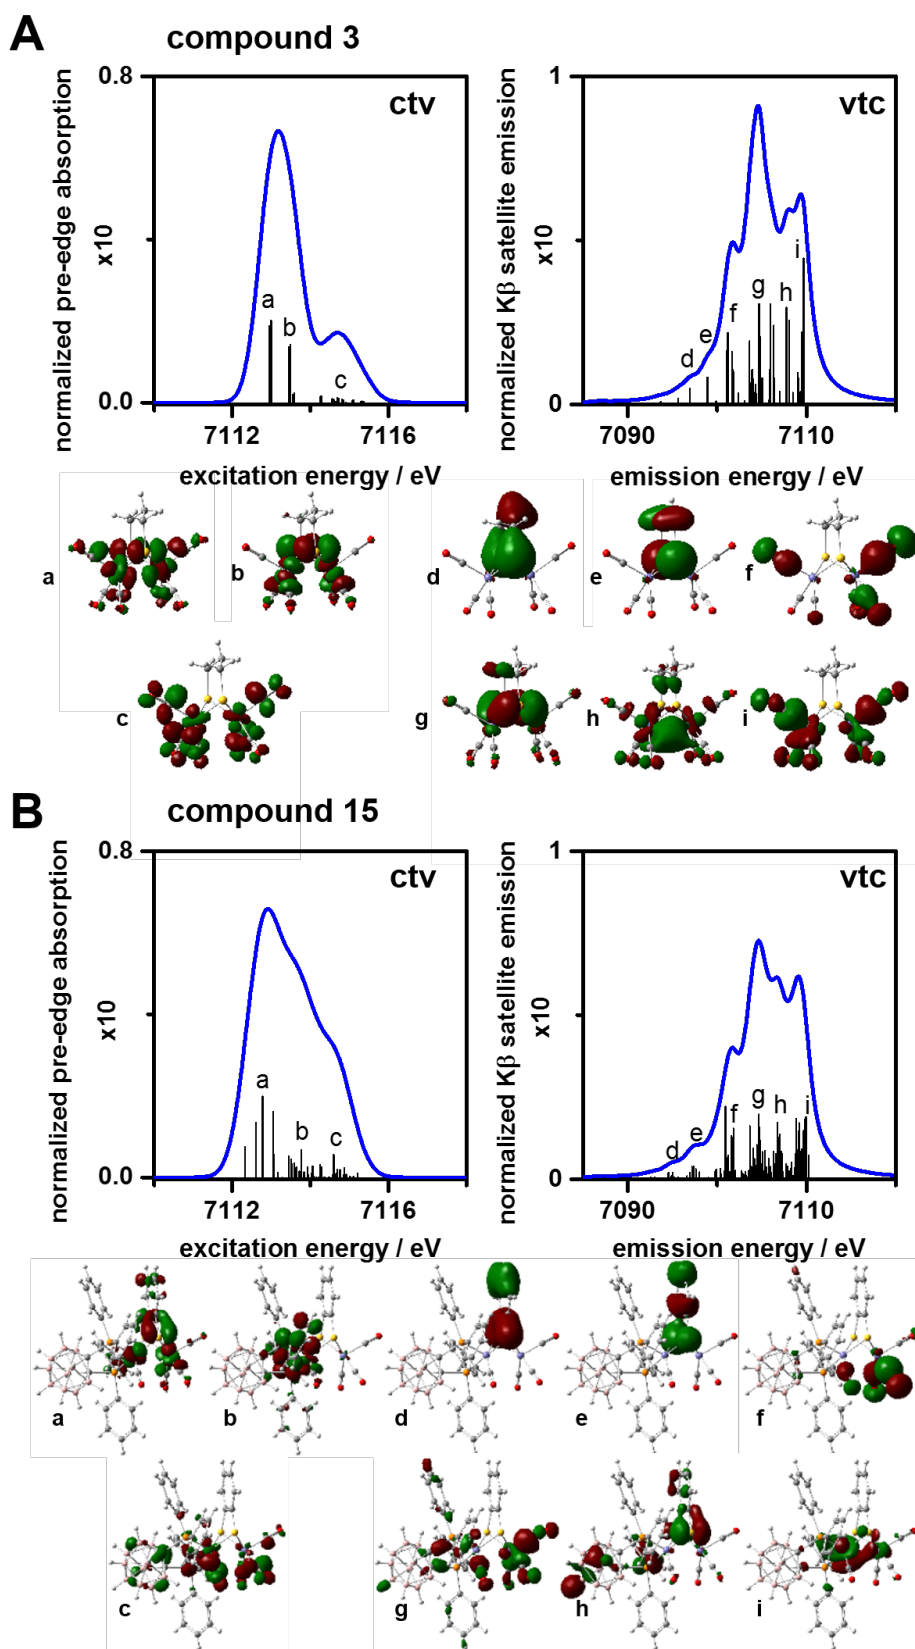 A compound 3
normalized pre-edge absorption
x10
0.8
0.0
ctv
a
b
c
7112 7116
excitation energy / eV
normalized Kβ satellite emission
x10
1
0
vtc
d
e
f
g
h
i
7090 7110
emission energy / eV
a
b
d
e
f
c
g
h
i
B compound 15
normalized pre-edge absorption
x10
0.8
0.0
ctv
a
b
c
7112 7116
excitation energy / eV
normalized Kβ satellite emission
x10
1
0
vtc
d
e
f
g
h
i
7090 7110
emission energy / eV
a
b
d
e
f
c
g
h
i